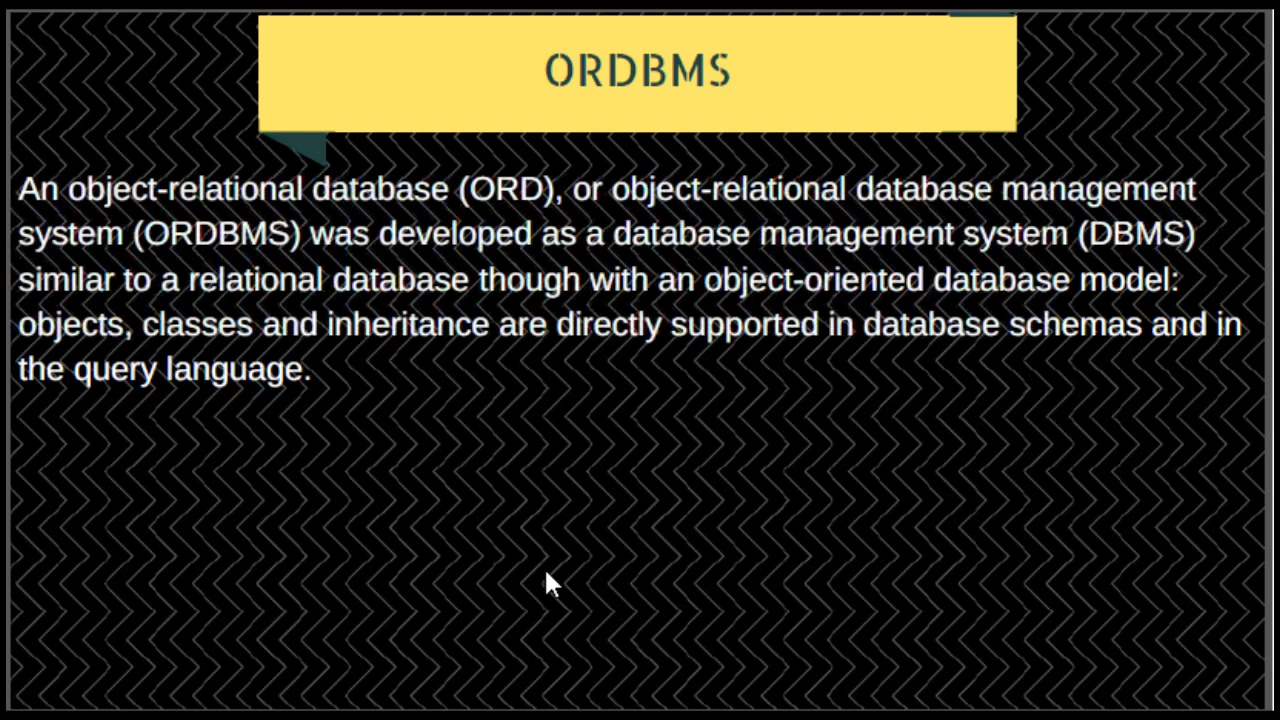 ORDBMS
An object-relational database (ORD), or object-relational database management
system (ORDBMS) was developed as a database management system (DBMS)
similar to a relational database though with an object-oriented database model:
objects, classes and inheritance are directly supported in database schemas and in
the query language.